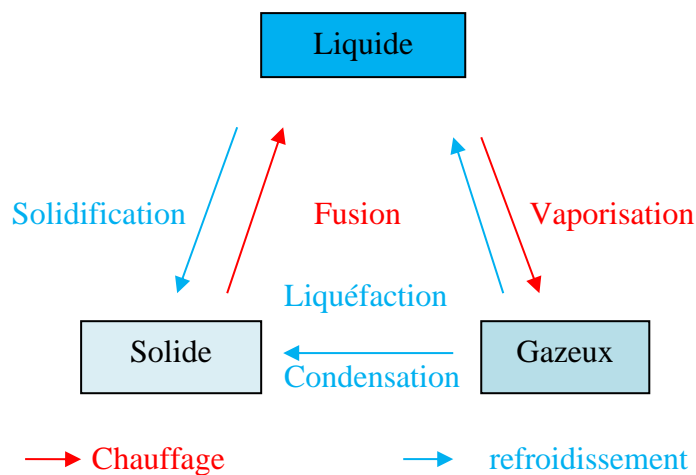 Liquide
Solidification
Fusion
Vaporisation
Liquéfaction
Solide
Gazeux
Condensation
Chauffage
refroidissement